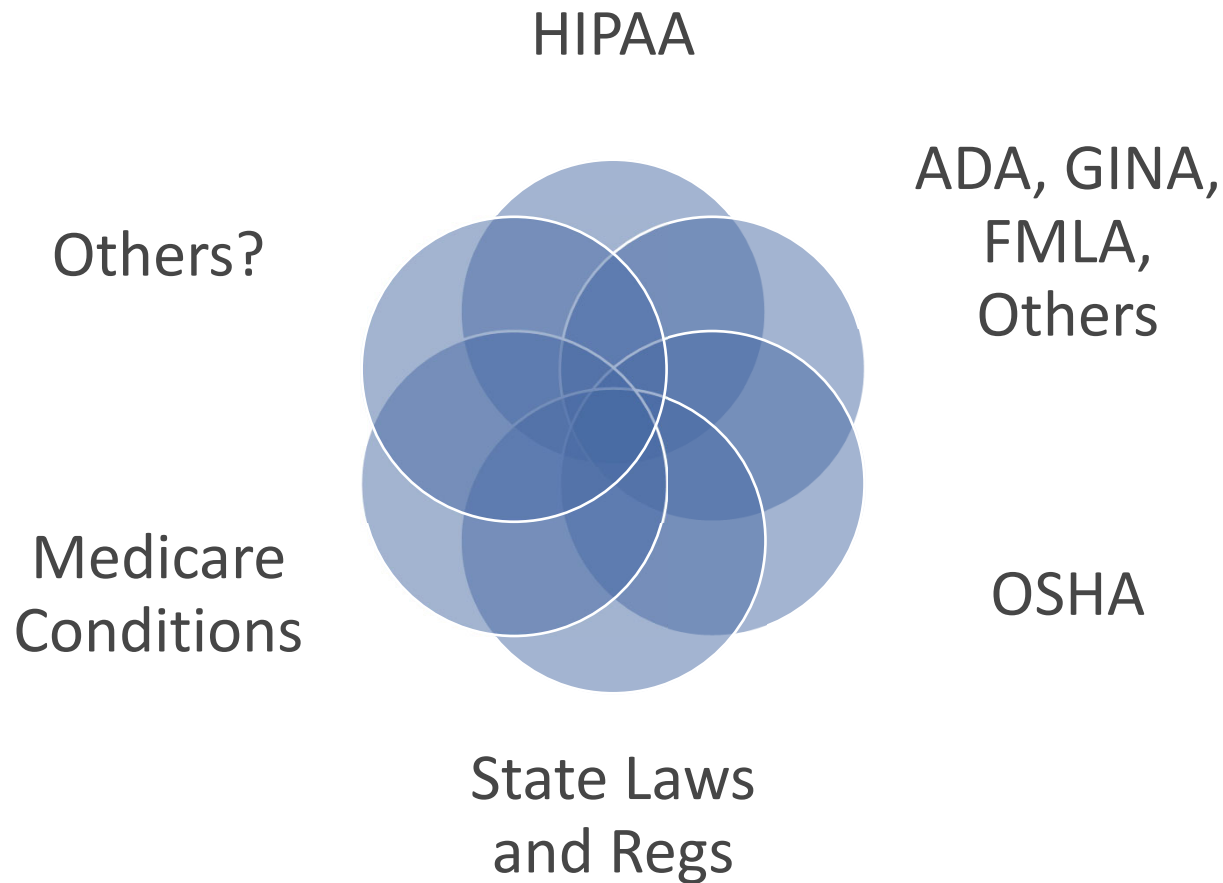 HIPAA
ADA, GINA,
FMLA,
Others
OSHA
State Laws
and Regs
Medicare
Conditions
Others?